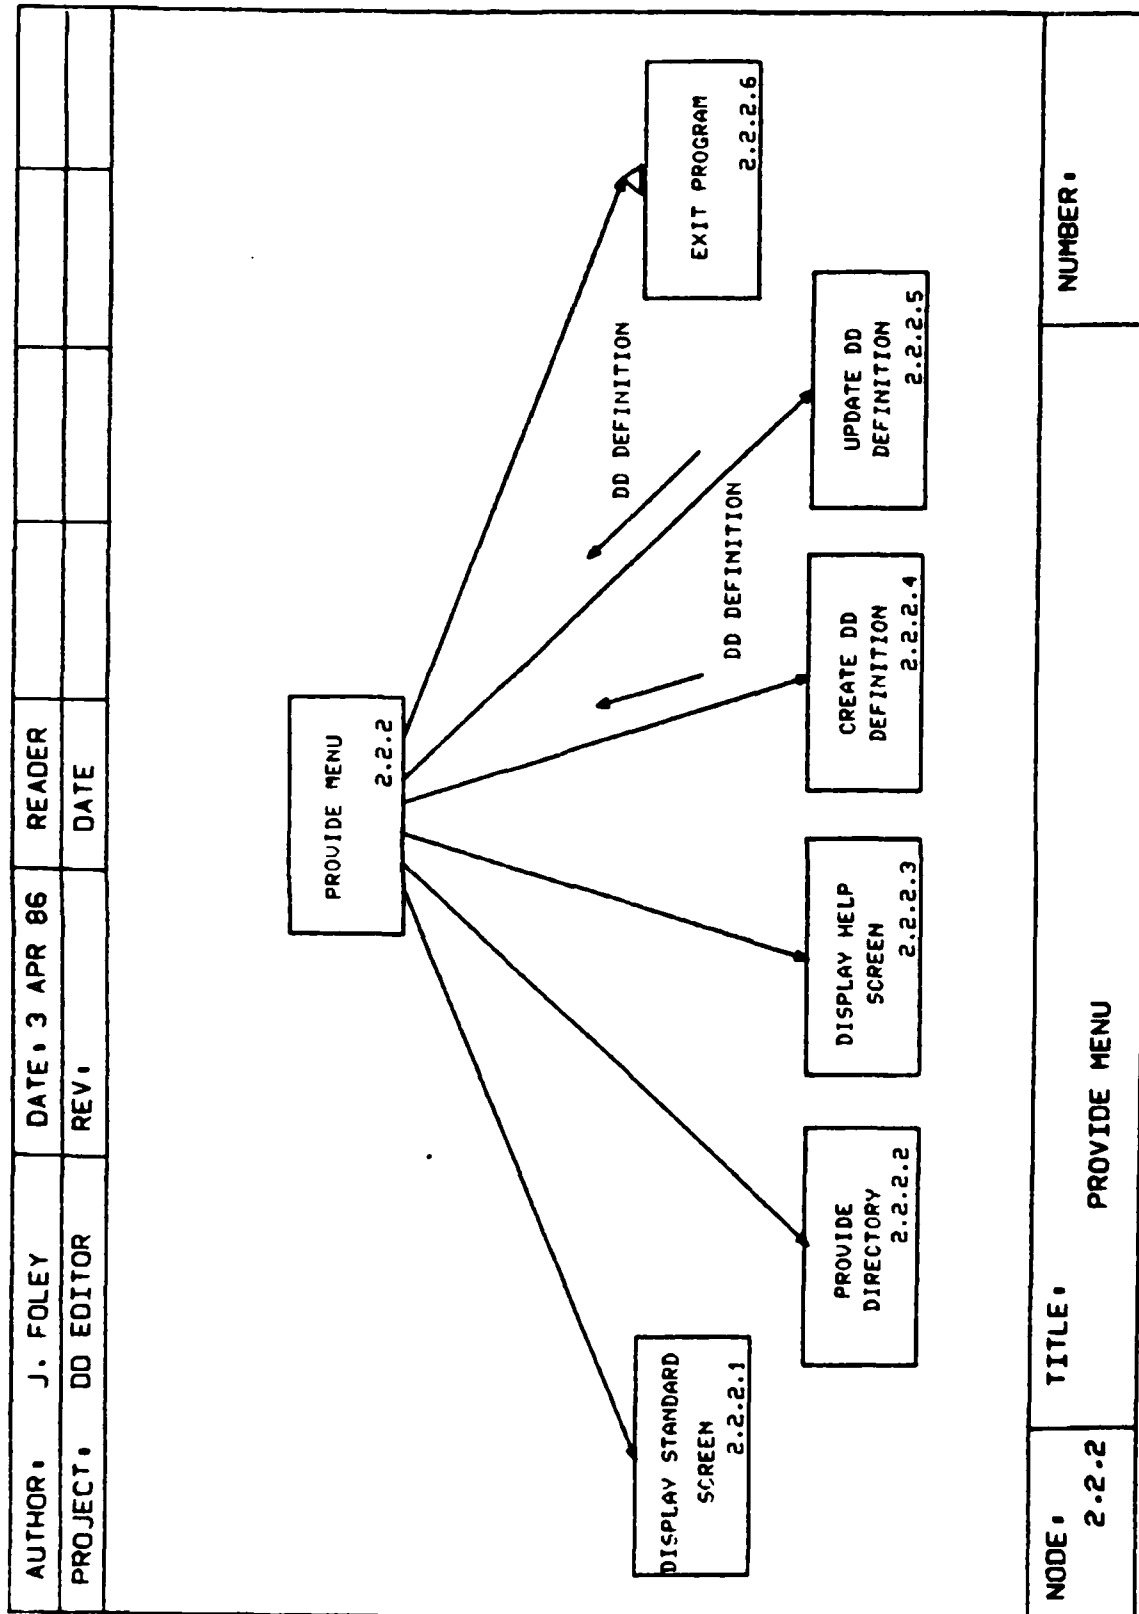 AUTHOR: J. FOLEY DATE: 3 APR 86 READER
PROJECT: DD EDITOR REV: DATE
PROVIDE MENU
2.2.2
DD DEFINITION
DD DEFINITION
DISPLAY STANDARD
SCREEN
2.2.2.1
PROVIDE
DIRECTORY
2.2.2.2
DISPLAY HELP
SCREEN
2.2.2.3
CREATE DD
DEFINITION
2.2.2.4
UPDATE DD
DEFINITION
2.2.2.5
EXIT PROGRAM
2.2.2.6
NODE: 2.2.2
TITLE: PROVIDE MENU
NUMBER: